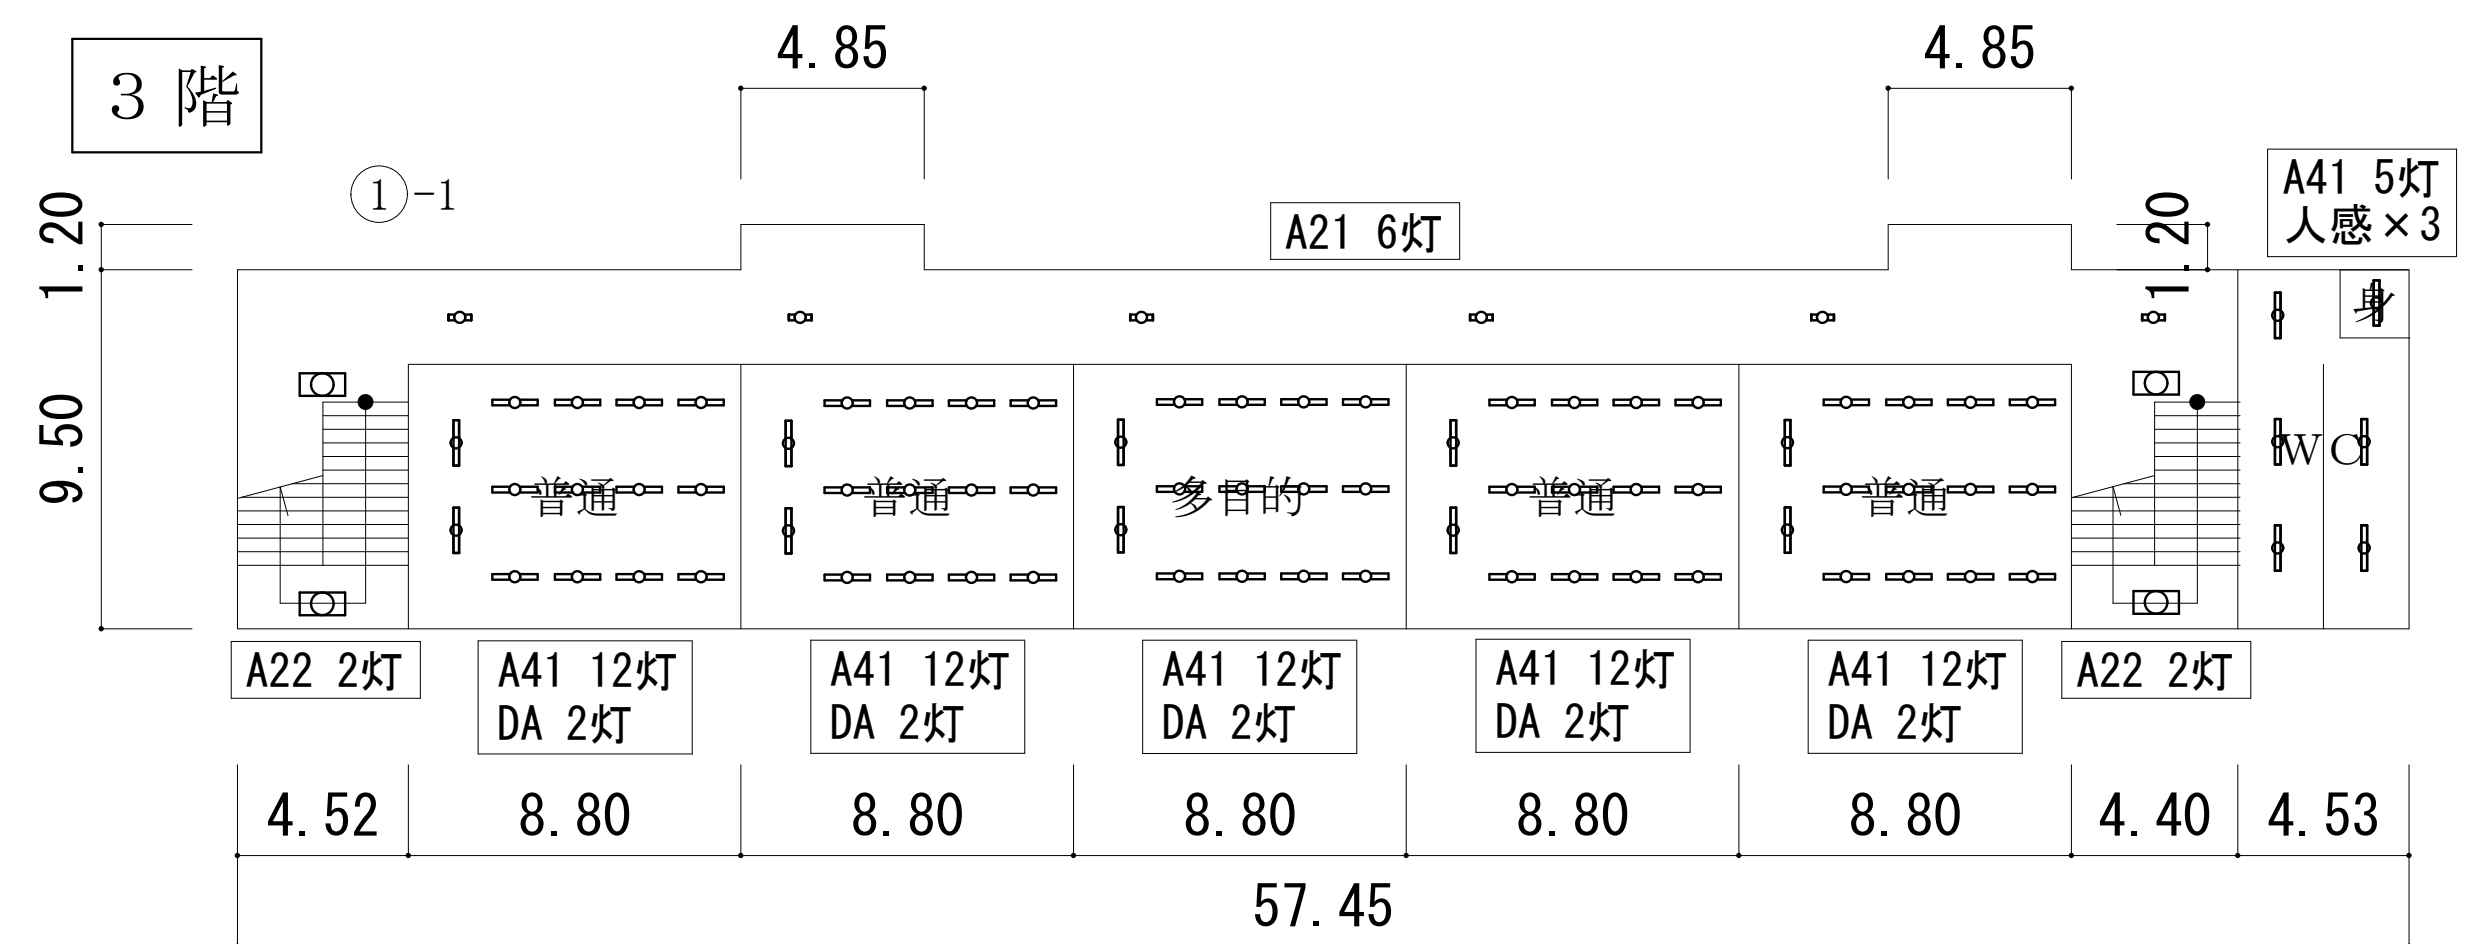 4.85
4.85
3階
①-1
1.20
1.20
A21 6灯
A41 5灯
人感×3
身
9.50
普通
普通
多目的
普通
普通
WC
A22 2灯
A41 12灯
DA 2灯
A41 12灯
DA 2灯
A41 12灯
DA 2灯
A41 12灯
DA 2灯
A41 12灯
DA 2灯
A22 2灯
4.52
8.80
8.80
8.80
8.80
8.80
4.40
4.53
57.45